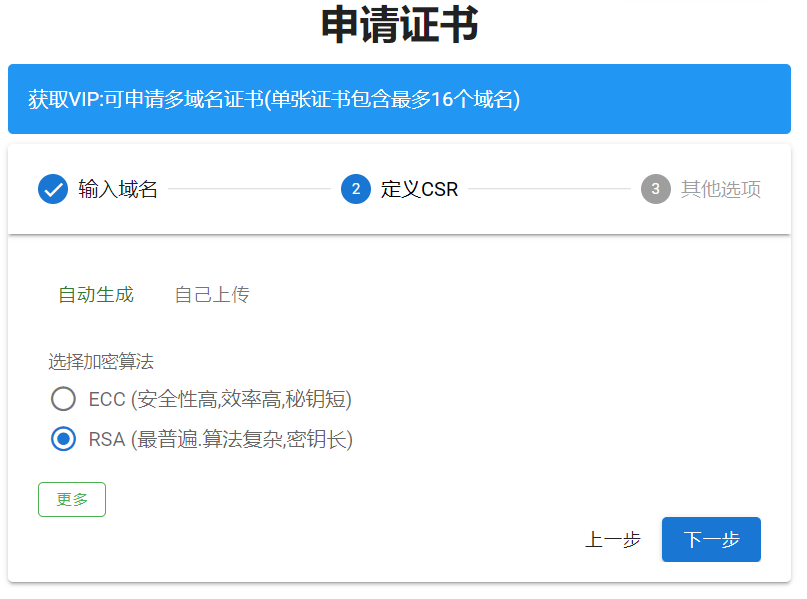 申请证书
获取VIP:可申请多域名证书(单张证书包含最多16个域名)
输入域名 2 定义CSR 3 其他选项
自动生成 自己上传
选择加密算法
ECC (安全性高,效率高,秘钥短)
RSA (最普遍.算法复杂,密钥长)
更多
上一步 下一步